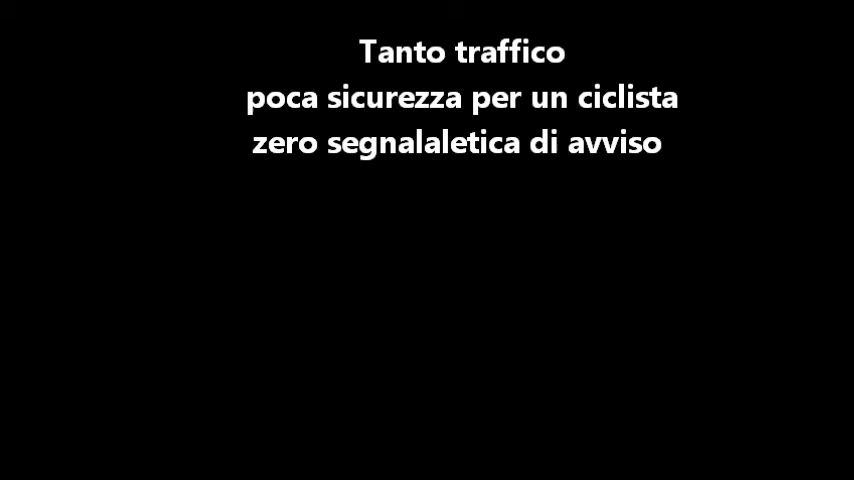 Tanto traffico
poca sicurezza per un ciclista
zero segnalaletica di avviso